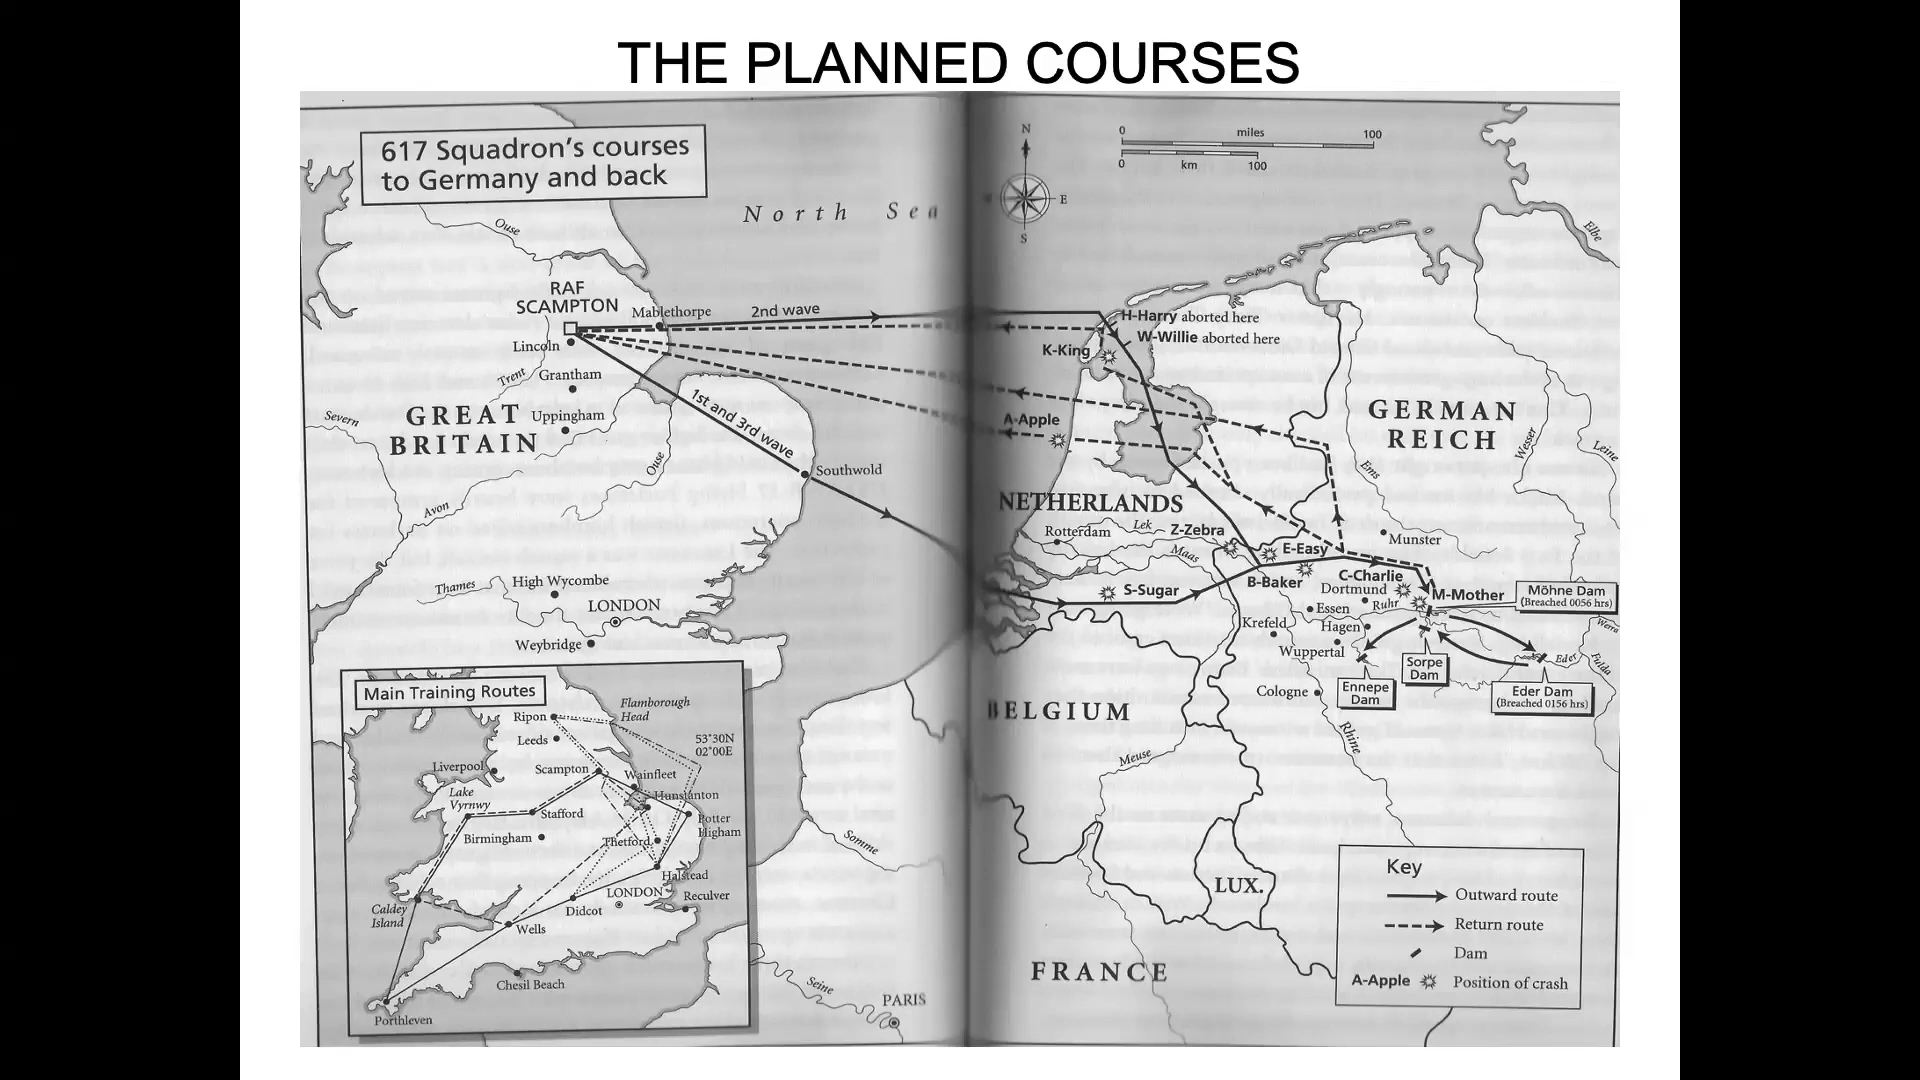 THE PLANNED COURSES
617 Squadron's courses
to Germany and back
North Sea
N
E
S
0 miles 100
0 km 100
Ouse
Elbe
RAF
SCAMPTON
Mablethorpe
2nd wave
H-Harry aborted here
W-Willie aborted here
K-King
Lincoln
Trent
Grantham
1st and 3rd wave
Severn
GREAT
BRITAIN
Uppingham
A-Apple
GERMAN
REICH
Wesser
Leine
Ouse
Southwold
Ems
Avon
NETHERLANDS
Rotterdam
Lek
Z-Zebra
Maas
E-Easy
Munster
Thames
High Wycombe
LONDON
Weybridge
S-Sugar
B-Baker
C-Charlie
Dortmund
M-Mother
Möhne Dam
(Breached 0056 hrs)
Essen
Ruhr
Krefeld
Hagen
Wuppertal
Werra
Eder
Fulda
Sorpe
Dam
Ennepe
Dam
Eder Dam
(Breached 0156 hrs)
Cologne
Rhine
BELGIUM
Meuse
Main Training Routes
Ripon
Flamborough
Head
Leeds
53°30N
02°00E
Liverpool
Scampton
Wainfleet
Lake
Vyrnwy
Hunstanton
Stafford
Potter
Higham
Birmingham
Thetford
Halstead
LONDON
Reculver
Caldey
Island
Didcot
Wells
Chesil Beach
Porthleven
Somme
Seine
PARIS
LUX.
FRANCE
Key
Outward route
Return route
Dam
A-Apple Position of crash